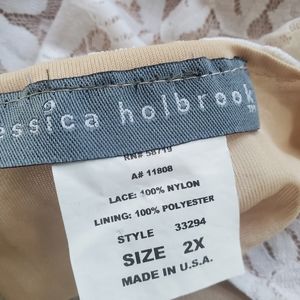 essica holbrook
RN# 58719
A# 11808
LACE: 100% NYLON
LINING: 100% POLYESTER
STYLE 33294
SIZE 2X
MADE IN U.S.A.